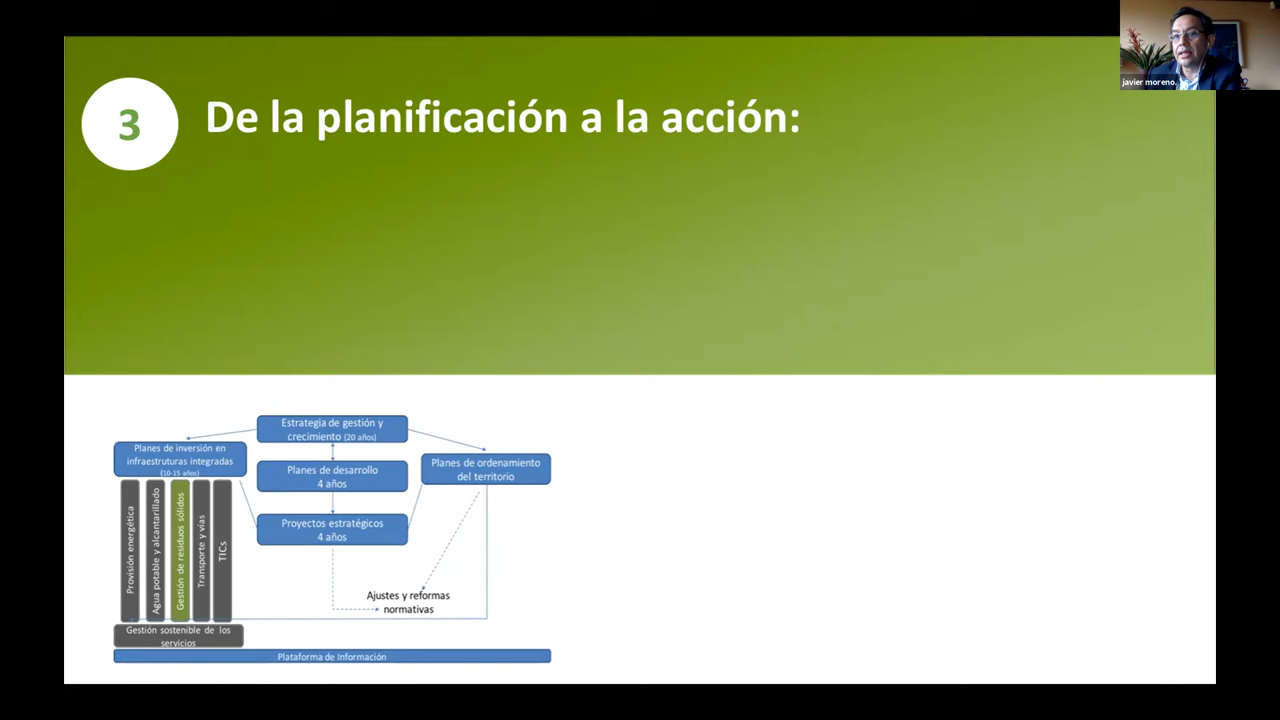 javier moreno.
3
De la planificación a la acción:
Estrategia de gestión y
crecimiento (20 años)
Planes de inversión en
infraestruturas integradas
(10-15 años)
Planes de desarrollo
4 años
Planes de ordenamiento
del territorio
Proyectos estratégicos
4 años
Provisión energética
Agua potable y alcantarillado
Gestión de residuos sólidos
Transporte y vías
TICs
Ajustes y reformas
normativas
Gestión sostenible de los
servicios
Plataforma de Información